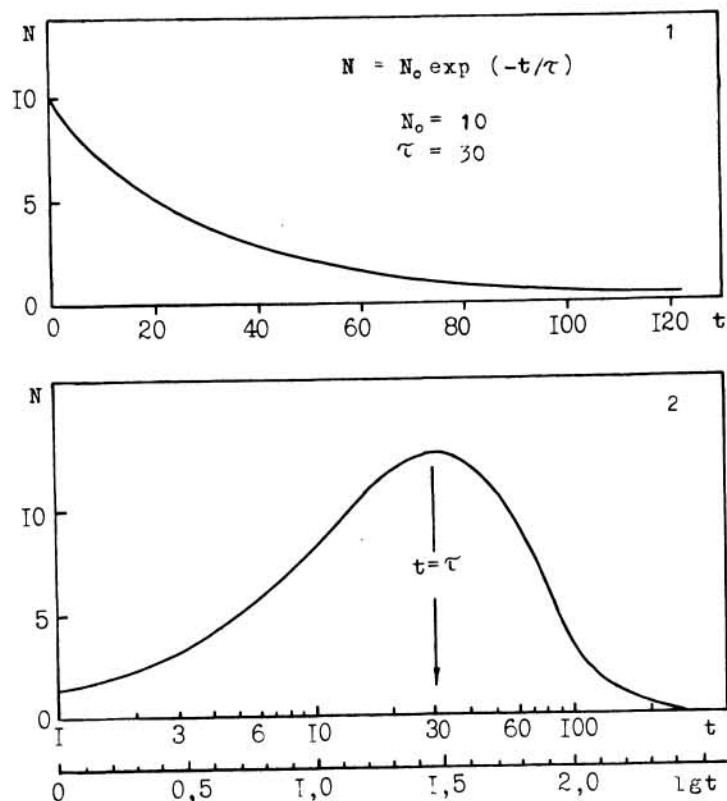 N
1
N = N₀ exp (-t/τ)
I0
N₀ = 10
τ = 30
5
0
0 20 40 60 80 I00 I20 t
N
2
I0
t=τ
5
0
I 3 6 I0 30 60 I00 t
0 0,5 I,0 I,5 2,0 lgt